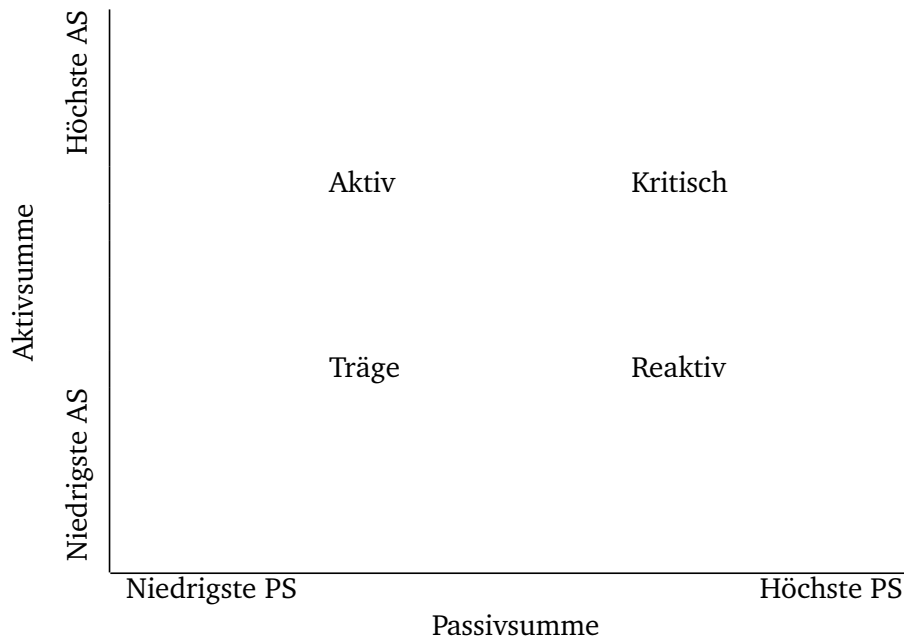 Höchste AS
Aktiv
Kritisch
Aktivsumme
Träge
Reaktiv
Niedrigste AS
Niedrigste PS
Höchste PS
Passivsumme